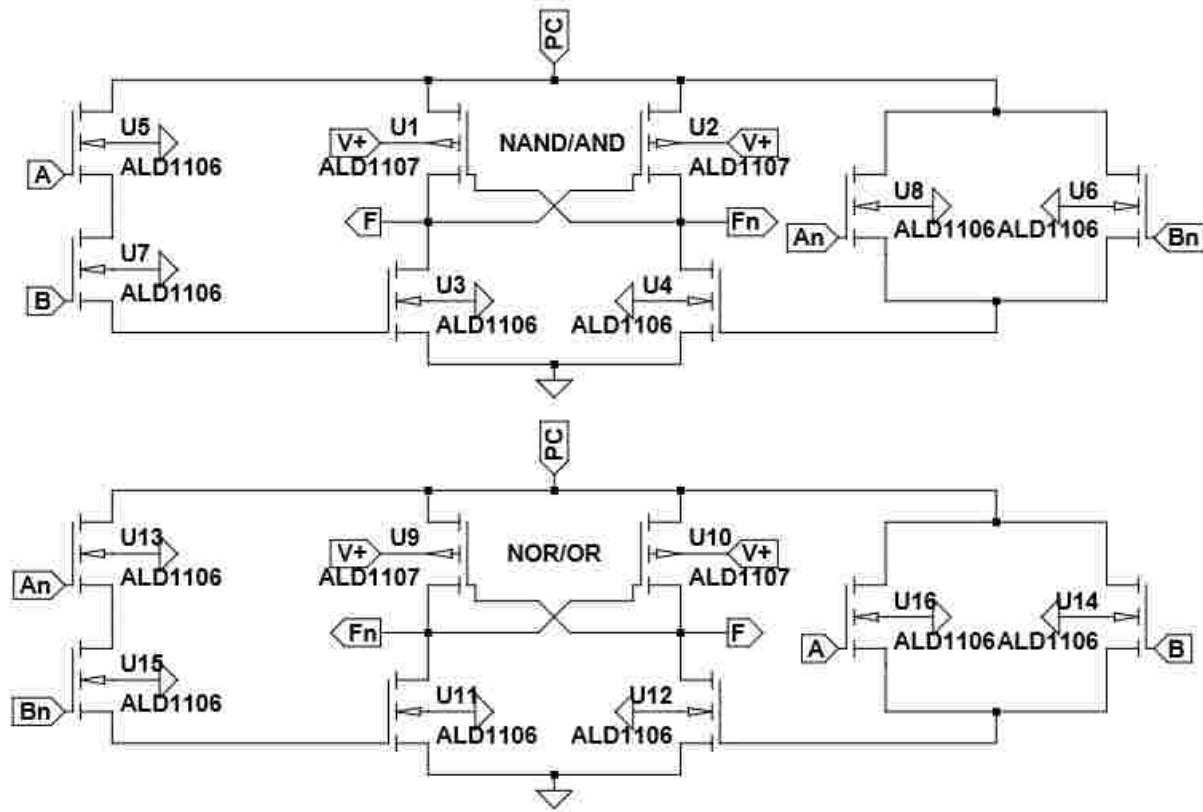 PC
U5
V+
U1
NAND/AND
U2
V+
A
ALD1106
ALD1107
ALD1107
U8
U6
F
Fn
An
ALD1106
ALD1106
Bn
U7
B
ALD1106
U3
U4
ALD1106
ALD1106
PC
U13
V+
U9
NOR/OR
U10
V+
An
ALD1106
ALD1107
ALD1107
U16
U14
Fn
F
A
ALD1106
ALD1106
B
U15
Bn
ALD1106
U11
U12
ALD1106
ALD1106